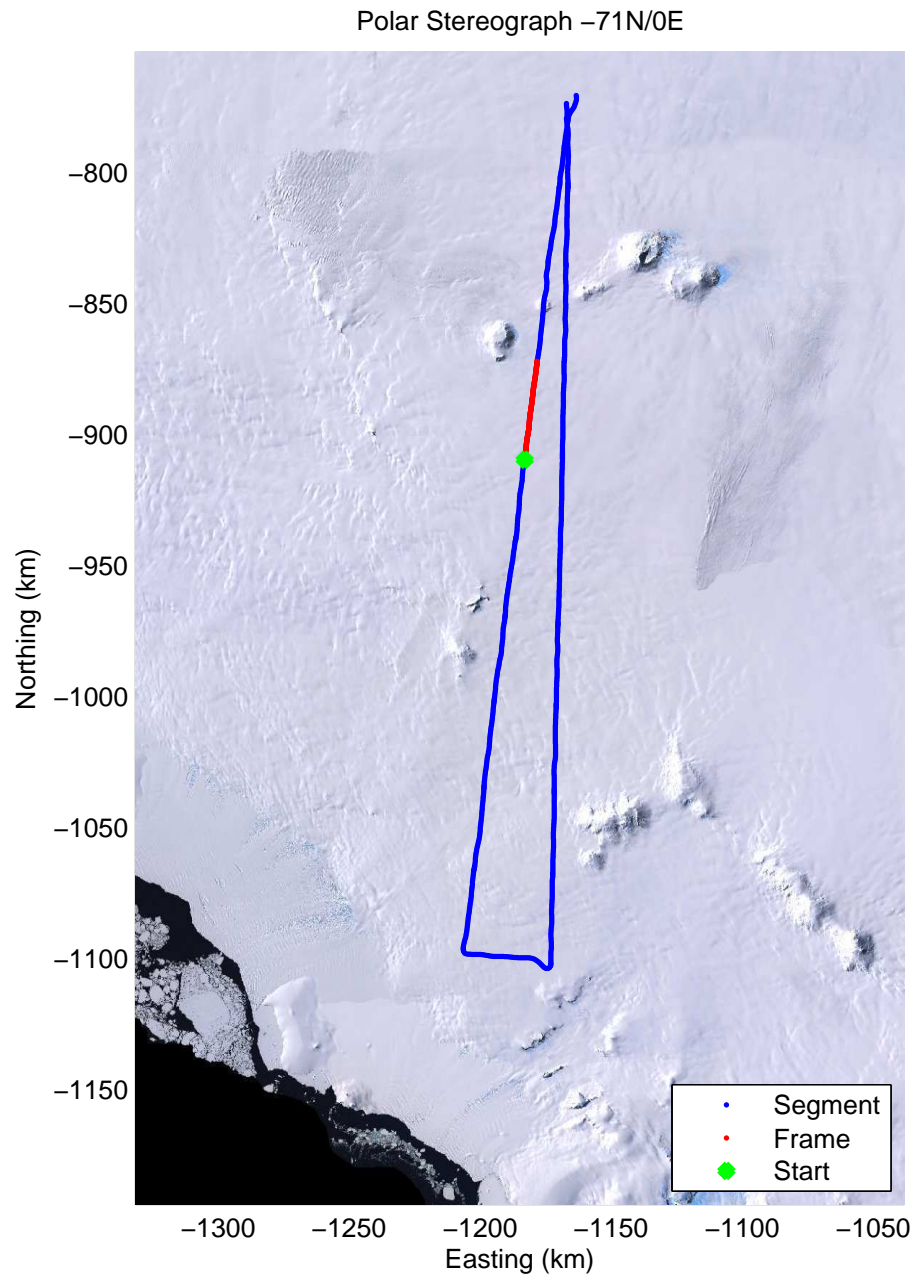 Polar Stereograph −71N/0E
−800
−850
−900
−950
−1000
−1050
−1100
−1150
Northing (km)
Segment
Frame
Start
−1300 −1250 −1200 −1150 −1100 −1050
Easting (km)